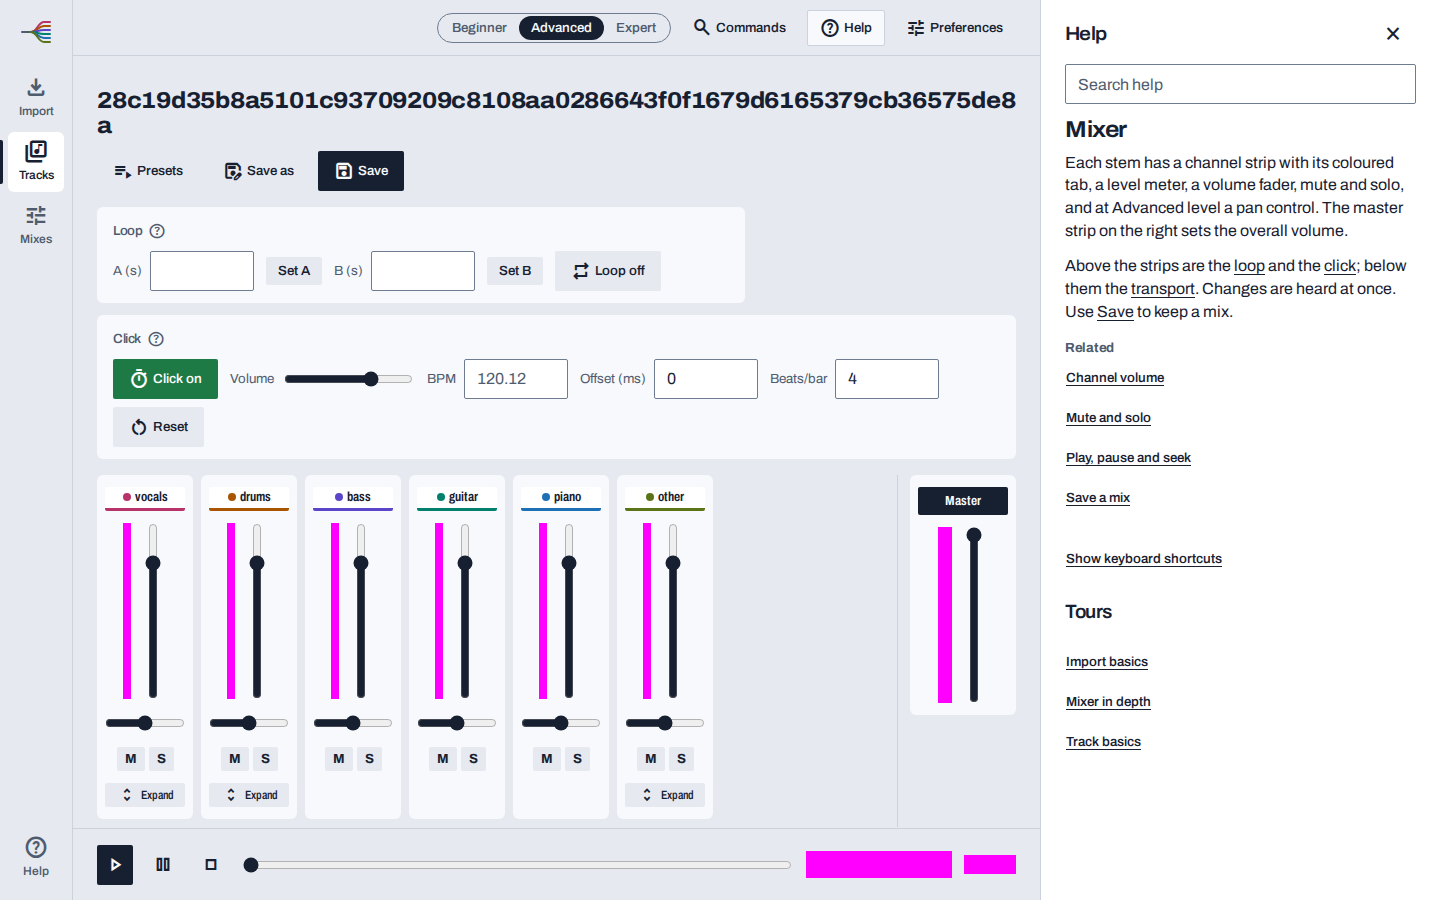 Beginner Advanced Expert Commands Help Preferences
Import
Tracks
Mixes
Help
28c19d35b8a5101c93709209c8108aa0286643f0f1679d6165379cb36575de8
a
Presets Save as Save
Loop
A (s) Set A B (s) Set B Loop off
Click
Click on Volume BPM 120.12 Offset (ms) 0 Beats/bar 4
Reset
vocals drums bass guitar piano other Master
M S M S M S M S M S M S
Expand Expand Expand
Help
Search help
Mixer
Each stem has a channel strip with its coloured
tab, a level meter, a volume fader, mute and solo,
and at Advanced level a pan control. The master
strip on the right sets the overall volume.
Above the strips are the loop and the click; below
them the transport. Changes are heard at once.
Use Save to keep a mix.
Related
Channel volume
Mute and solo
Play, pause and seek
Save a mix
Show keyboard shortcuts
Tours
Import basics
Mixer in depth
Track basics